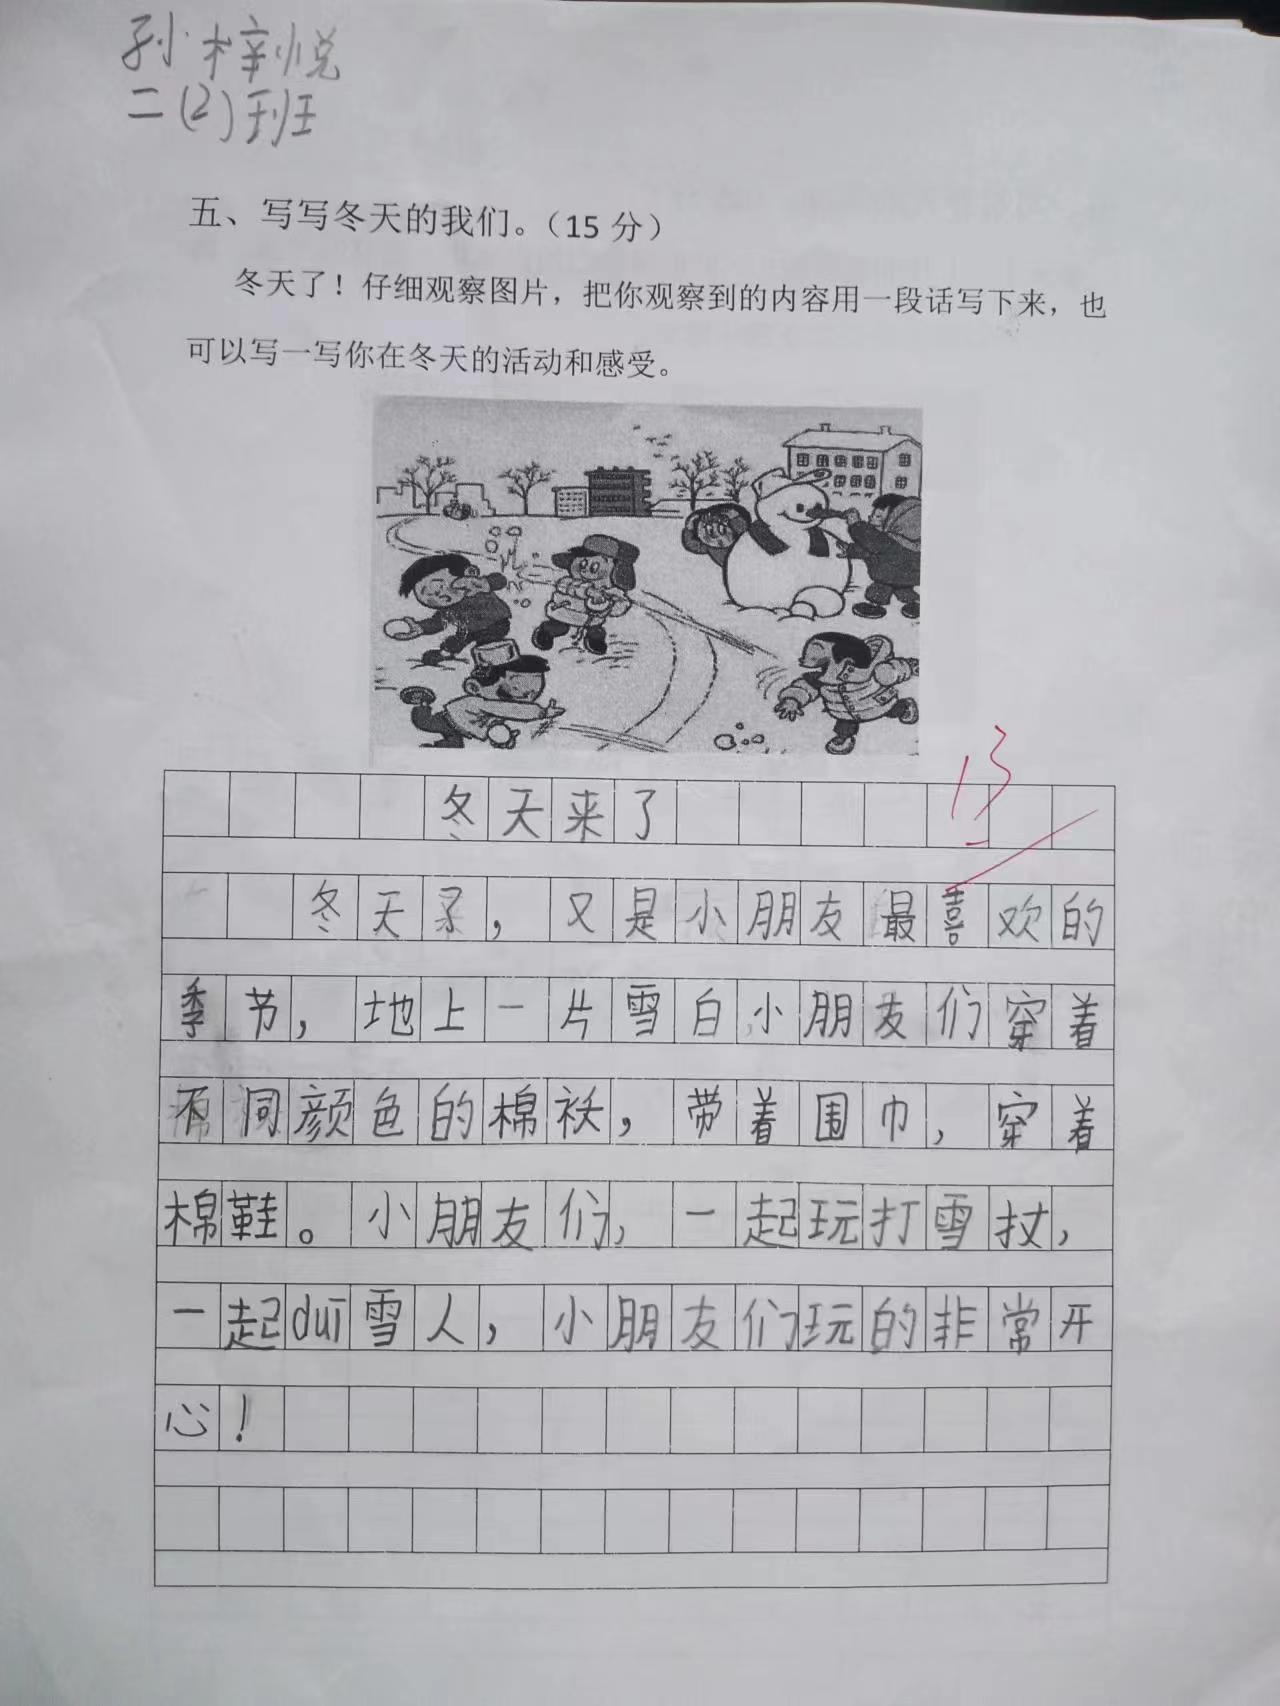 孙梓悦
二(2)班
五、写写冬天的我们。（15 分）
冬天了！仔细观察图片，把你观察到的内容用一段话写下来，也
可以写一写你在冬天的活动和感受。
13
冬天来了
冬天了，又是小朋友最喜欢的
季节，地上一片雪白,小朋友们穿着
不同颜色的棉袄，带着围巾，穿着
棉鞋。小朋友们，一起玩打雪扙，
一起duī雪人，小朋友们玩的非常开
心！